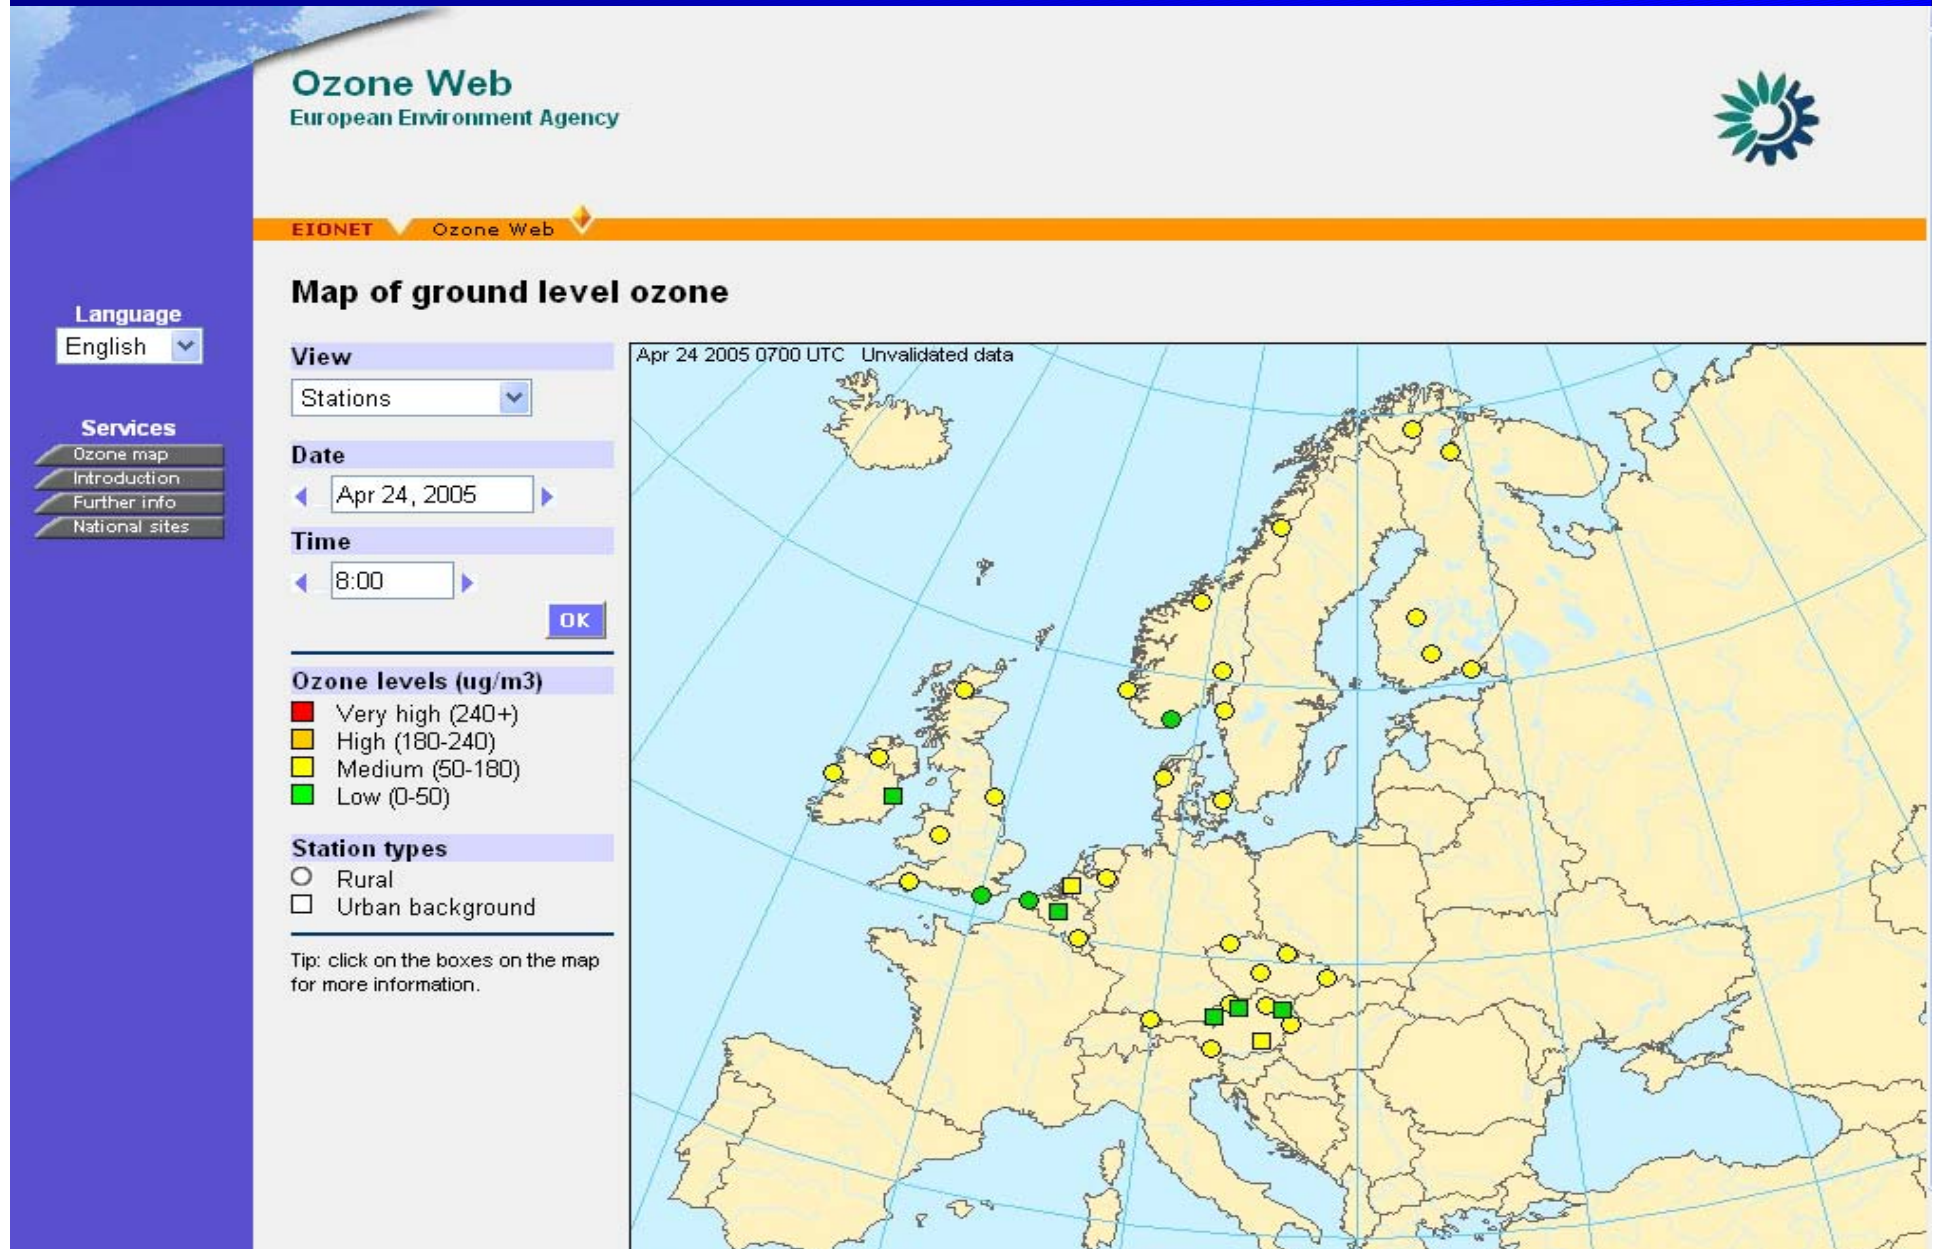 Ozone Web
European Environment Agency
EIONET Ozone Web
Map of ground level ozone
Language
English
Services
Ozone map
Introduction
Further info
National sites
View
Stations
Date
Apr 24, 2005
Time
8:00
OK
Ozone levels (ug/m3)
Very high (240+)
High (180-240)
Medium (50-180)
Low (0-50)
Station types
Rural
Urban background
Tip: click on the boxes on the map
for more information.
Apr 24 2005 0700 UTC Unvalidated data